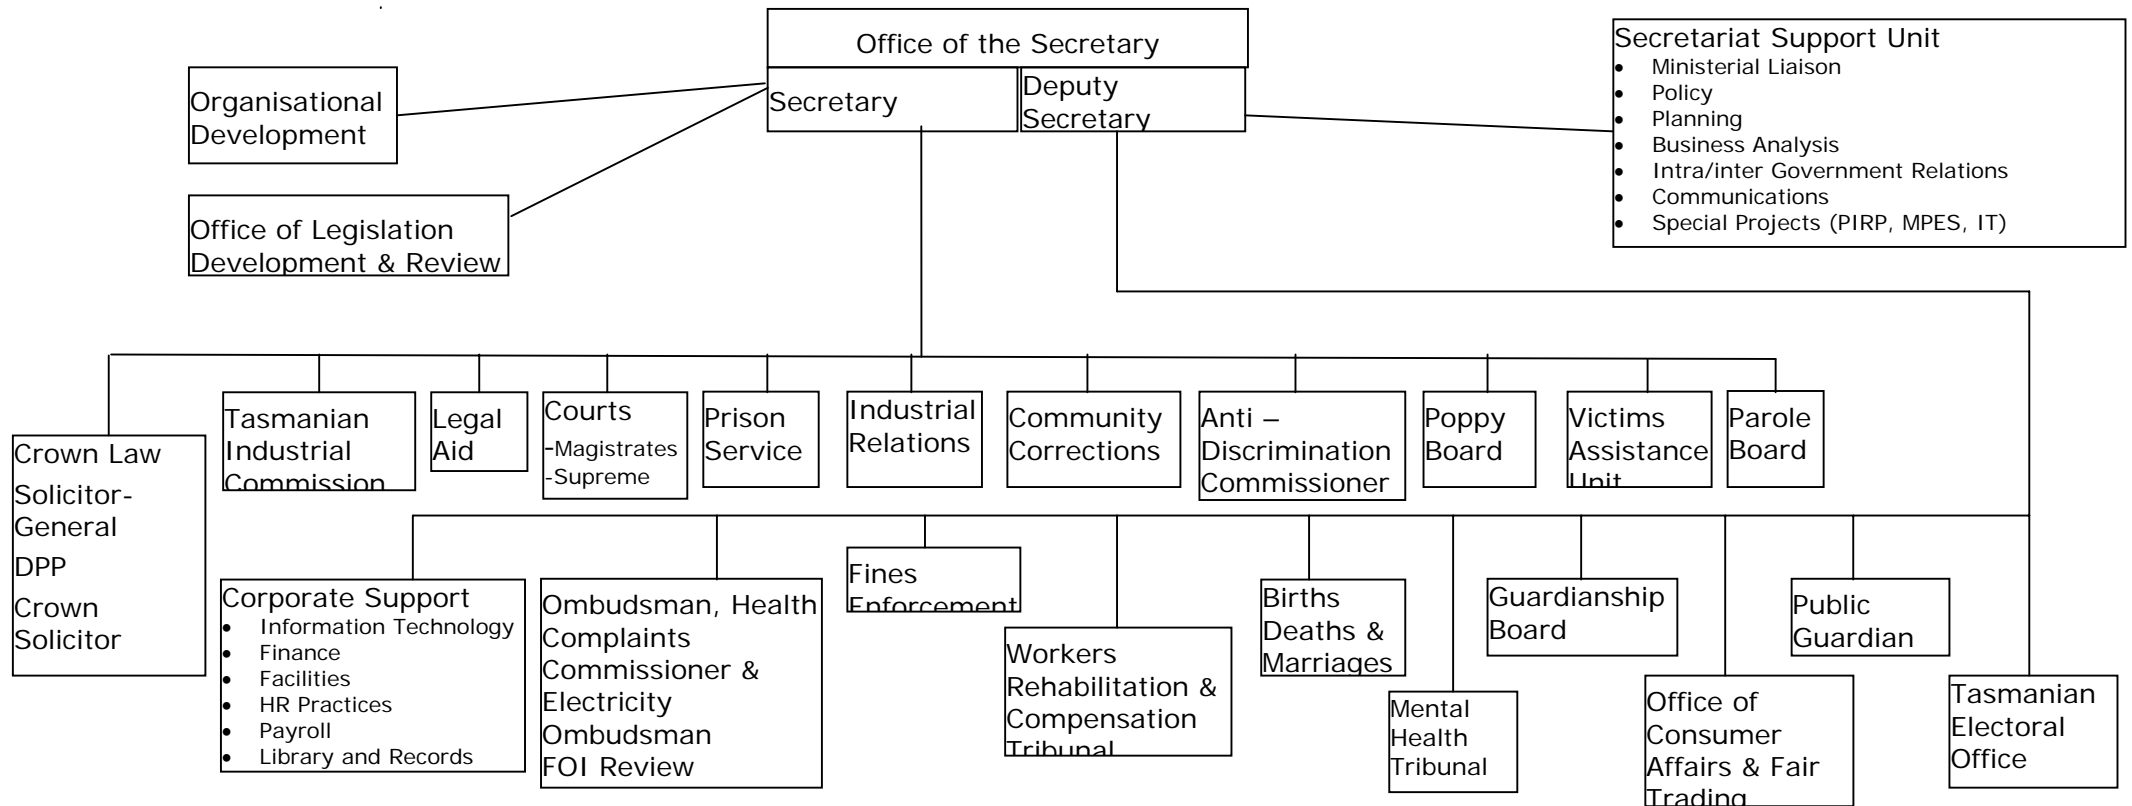 Office of the Secretary
Secretary
Deputy
Secretary
Secretariat Support Unit
• Ministerial Liaison
• Policy
• Planning
• Business Analysis
• Intra/inter Government Relations
• Communications
• Special Projects (PIRP, MPES, IT)
Organisational
Development
Office of Legislation
Development & Review
Crown Law
Solicitor-
General
DPP
Crown
Solicitor
Tasmanian
Industrial
Commission
Legal
Aid
Courts
-Magistrates
-Supreme
Prison
Service
Industrial
Relations
Community
Corrections
Anti –
Discrimination
Commissioner
Poppy
Board
Victims
Assistance
Unit
Parole
Board
Corporate Support
• Information Technology
• Finance
• Facilities
• HR Practices
• Payroll
• Library and Records
Ombudsman, Health
Complaints
Commissioner &
Electricity
Ombudsman
FOI Review
Fines
Enforcement
Workers
Rehabilitation &
Compensation
Tribunal
Births
Deaths &
Marriages
Mental
Health
Tribunal
Guardianship
Board
Office of
Consumer
Affairs & Fair
Trading
Public
Guardian
Tasmanian
Electoral
Office